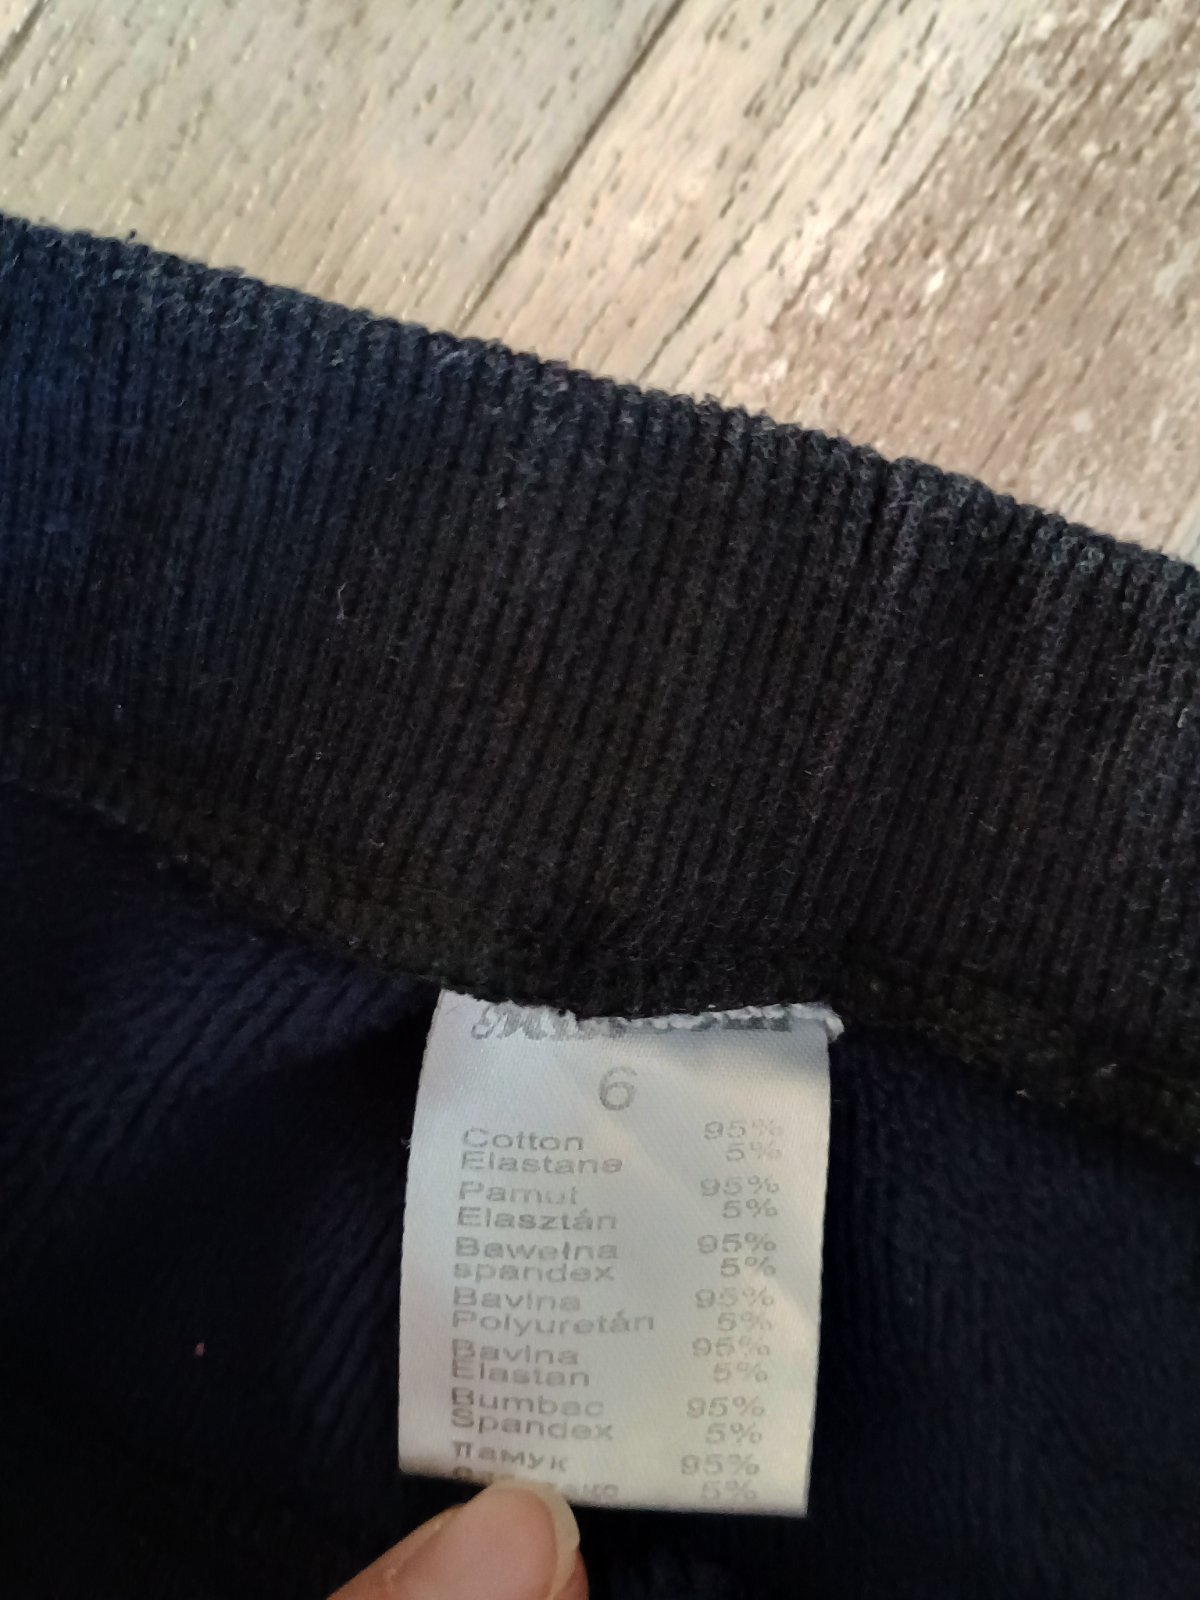 6
Cotton 95%
Elastane 5%
Pamut 95%
Elasztán 5%
Bawełna 95%
spandex 5%
Bavlna 95%
Polyuretán 5%
Bavlna 95%
Elastan 5%
Bumbac 95%
Spandex 5%
памук 95%
5%